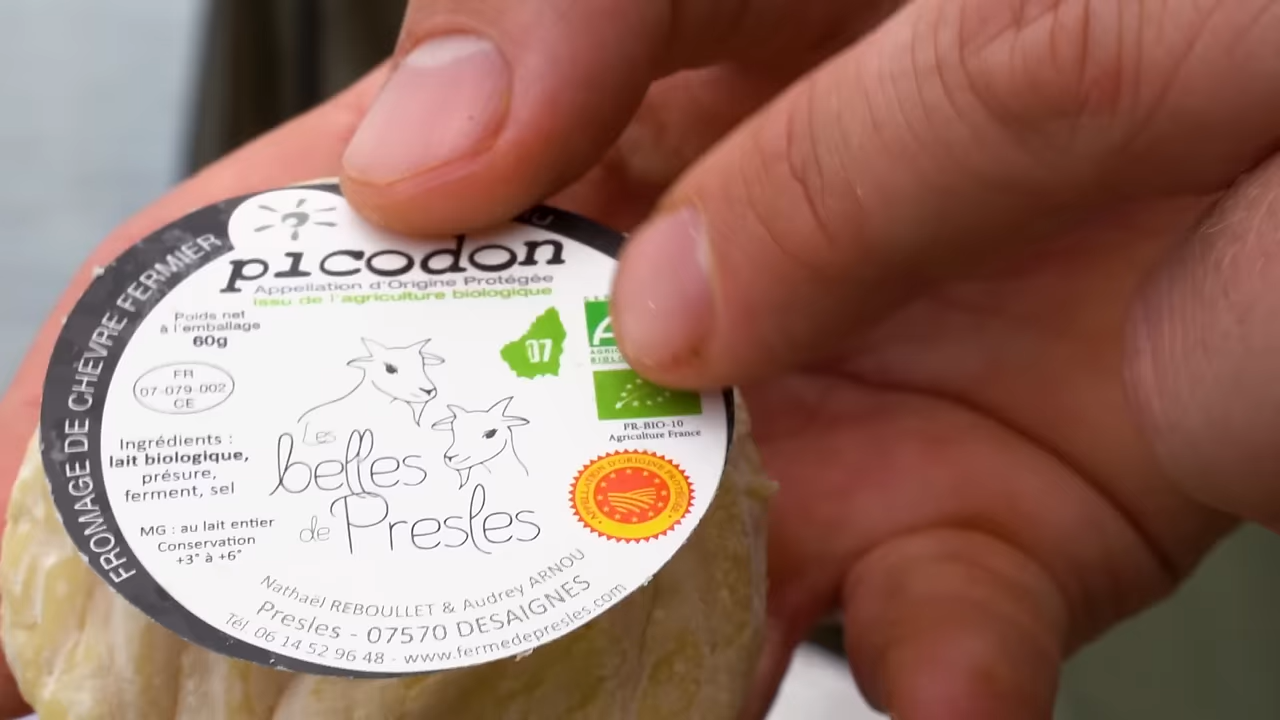 FROMAGE DE CHÈVRE FERMIER
picodon
Appellation d'Origine Protégée
Issu de l'agriculture biologique
Poids net
à l'emballage
60g
FR
07-079-002
CE
07
Ingrédients :
lait biologique,
présure,
ferment, sel
MG : au lait entier
Conservation
+3° à +6°
Les
belles
de Presles
PR-BIO-10
Agriculture France
APPELLATION D'ORIGINE PROTÉGÉE
Nathaël REBOULLET & Audrey ARNOU
Presles - 07570 DESAIGNES
Tél. 06 14 52 96 48 - www.fermedepresles.com